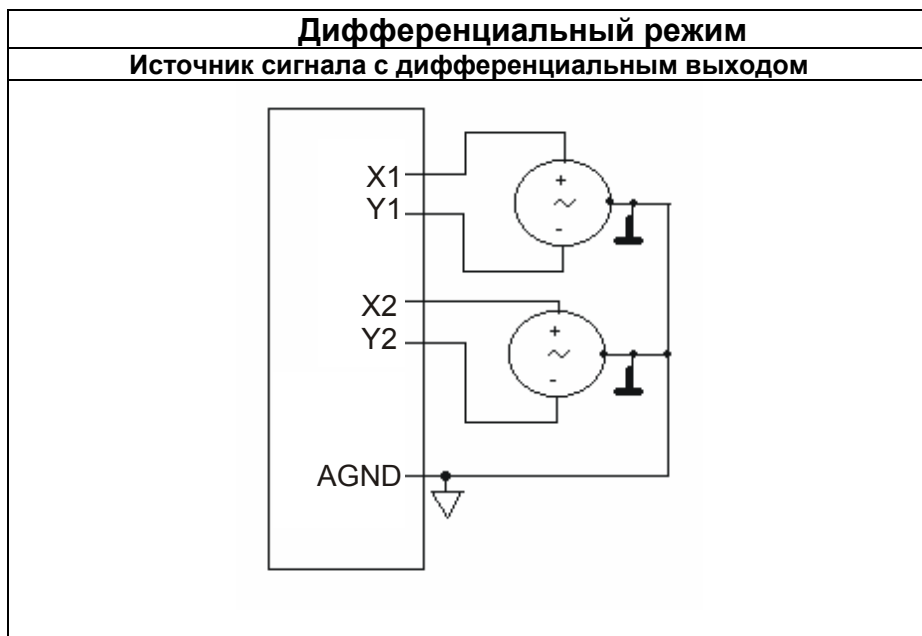 Дифференциальный режим
Источник сигнала с дифференциальным выходом
X1
+
Y1
~
-
X2
+
Y2
~
-
AGND